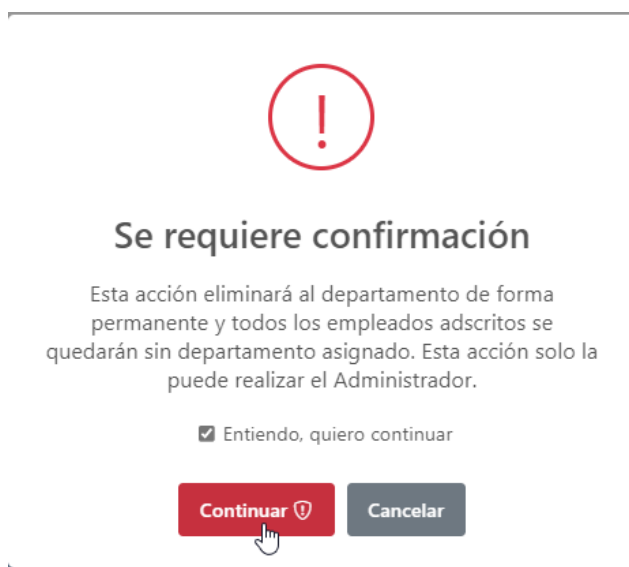 Se requiere confirmación
Esta acción eliminará al departamento de forma
permanente y todos los empleados adscritos se
quedarán sin departamento asignado. Esta acción solo la
puede realizar el Administrador.
Entiendo, quiero continuar
Continuar
Cancelar